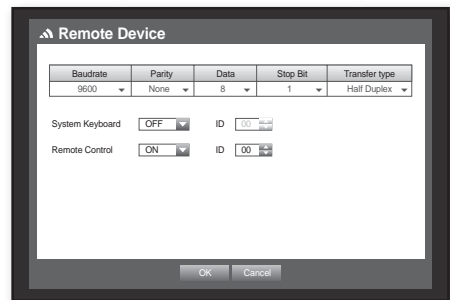 Remote Device
Baudrate Parity Data Stop Bit Transfer type
9600 None 8 1 Half Duplex
System Keyboard OFF ID 00
Remote Control ON ID 00
OK Cancel